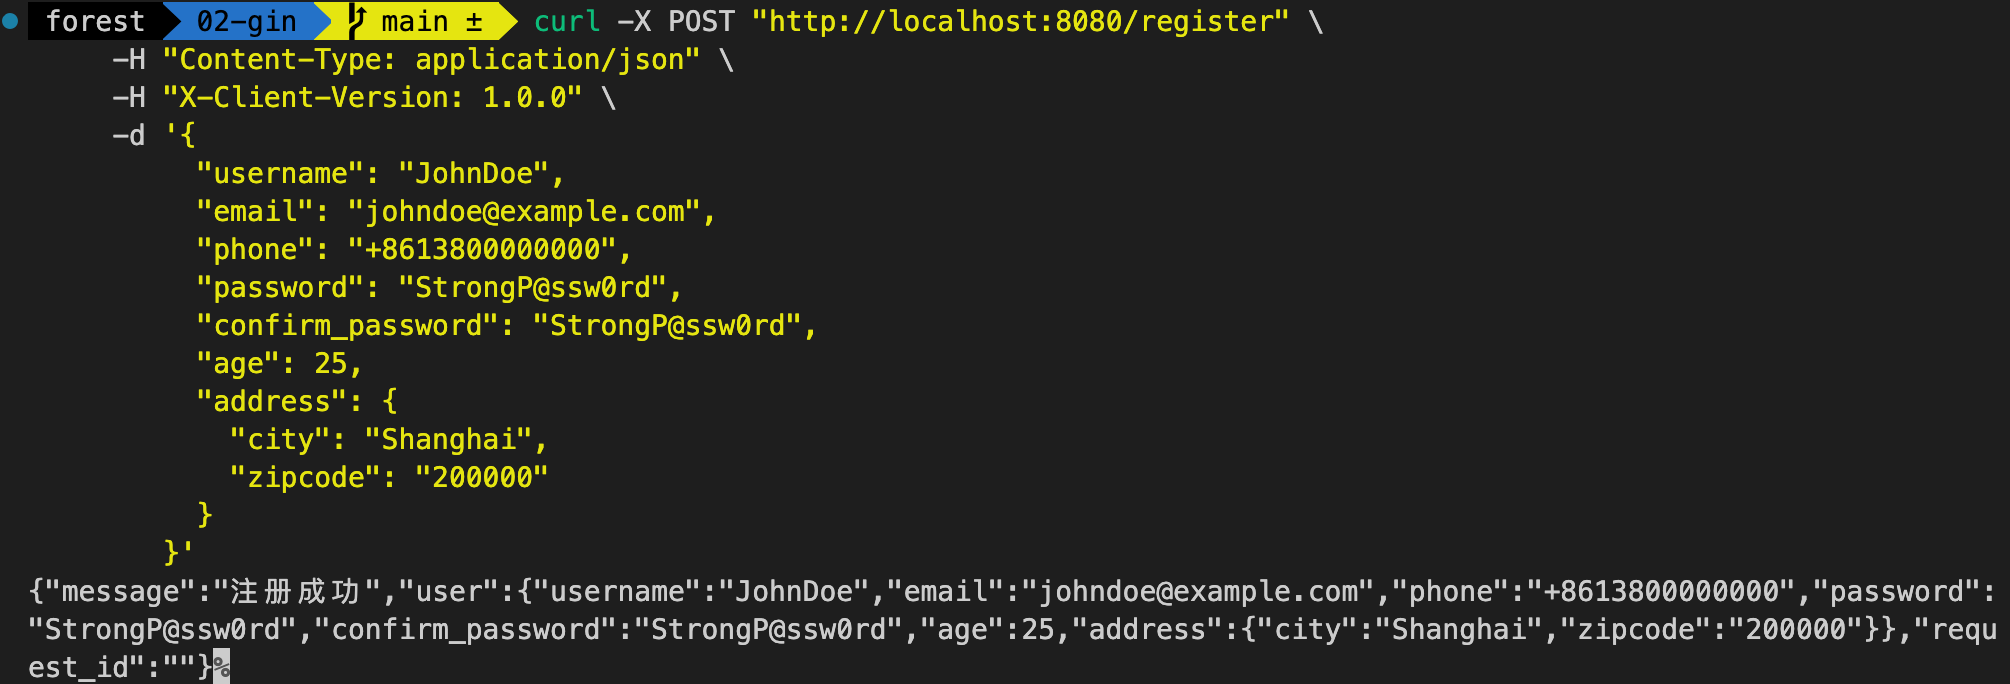 forest 02-gin main ± curl -X POST "http://localhost:8080/register" \
-H "Content-Type: application/json" \
-H "X-Client-Version: 1.0.0" \
-d '{
"username": "JohnDoe",
"email": "johndoe@example.com",
"phone": "+8613800000000",
"password": "StrongP@ssw0rd",
"confirm_password": "StrongP@ssw0rd",
"age": 25,
"address": {
"city": "Shanghai",
"zipcode": "200000"
}
}'
{"message":"注册成功","user":{"username":"JohnDoe","email":"johndoe@example.com","phone":"+8613800000000","password":
"StrongP@ssw0rd","confirm_password":"StrongP@ssw0rd","age":25,"address":{"city":"Shanghai","zipcode":"200000"}},"requ
est_id":""}%